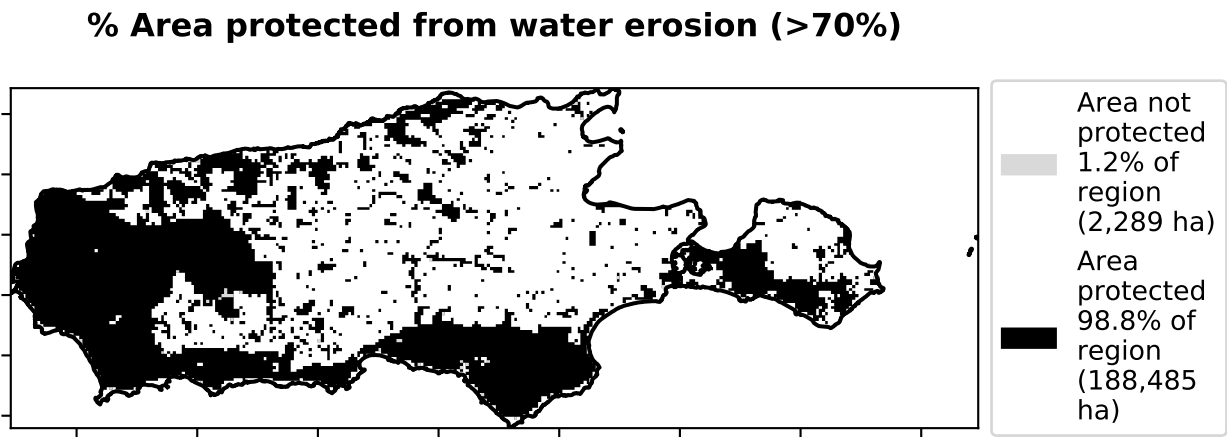 % Area protected from water erosion (>70%)
Area not
protected
1.2% of
region
(2,289 ha)
Area
protected
98.8% of
region
(188,485
ha)